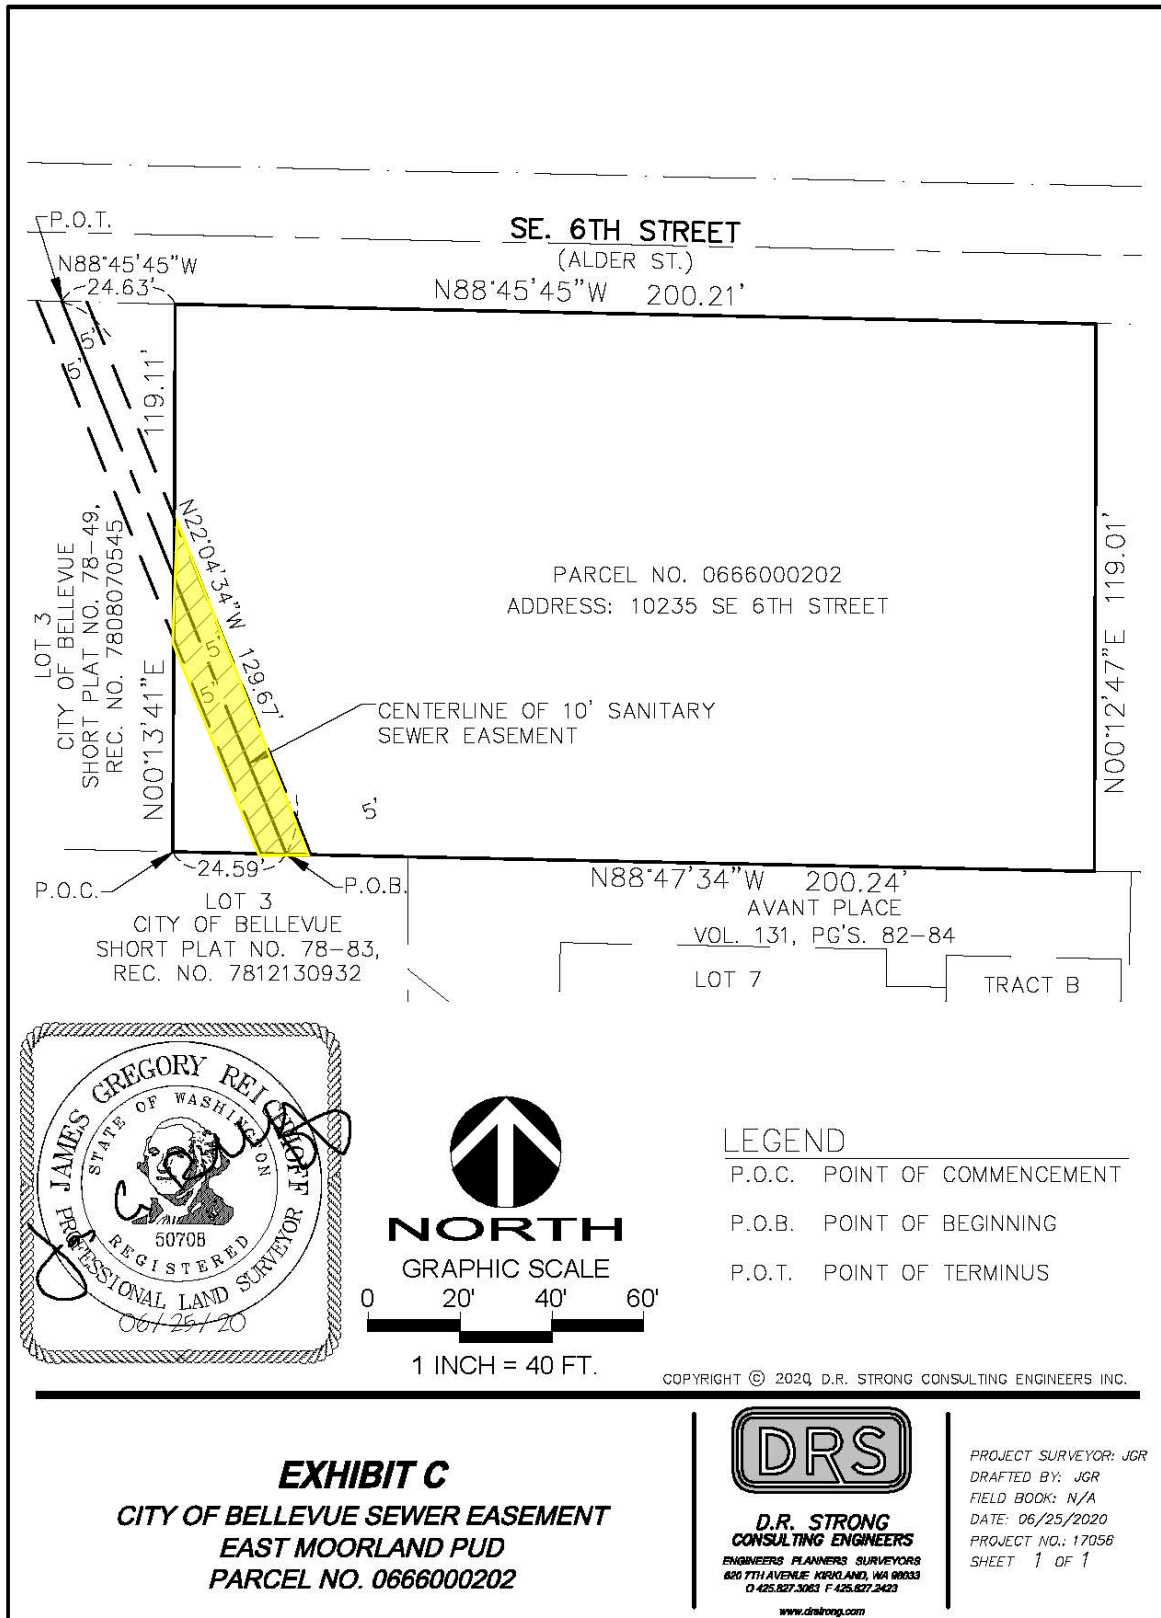 P.O.T.
SE. 6TH STREET
(ALDER ST.)
N88°45'45"W
24.63'
N88°45'45"W 200.21'
5'
5'
119.11'
N00°13'41"E
LOT 3
CITY OF BELLEVUE
SHORT PLAT NO. 78-49,
REC. NO. 7808070545
N22°04'34"W 129.67'
5'
5'
PARCEL NO. 0666000202
ADDRESS: 10235 SE 6TH STREET
CENTERLINE OF 10' SANITARY
SEWER EASEMENT
5'
N00°12'47"E 119.01'
24.59'
P.O.C.
P.O.B.
N88°47'34"W 200.24'
LOT 3
CITY OF BELLEVUE
SHORT PLAT NO. 78-83,
REC. NO. 7812130932
AVANT PLACE
VOL. 131, PG'S. 82-84
LOT 7
TRACT B
JAMES GREGORY REICHHOFF
STATE OF WASHINGTON
50708
REGISTERED
PROFESSIONAL LAND SURVEYOR
06/25/20
NORTH
GRAPHIC SCALE
0 20' 40' 60'
1 INCH = 40 FT.
LEGEND
P.O.C. POINT OF COMMENCEMENT
P.O.B. POINT OF BEGINNING
P.O.T. POINT OF TERMINUS
COPYRIGHT © 2020, D.R. STRONG CONSULTING ENGINEERS INC.
EXHIBIT C
CITY OF BELLEVUE SEWER EASEMENT
EAST MOORLAND PUD
PARCEL NO. 0666000202
DRS
D.R. STRONG
CONSULTING ENGINEERS
ENGINEERS PLANNERS SURVEYORS
620 7TH AVENUE KIRKLAND, WA 98033
O 425.827.3063 F 425.827.2423
www.drstrong.com
PROJECT SURVEYOR: JGR
DRAFTED BY: JGR
FIELD BOOK: N/A
DATE: 06/25/2020
PROJECT NO.: 17056
SHEET 1 OF 1